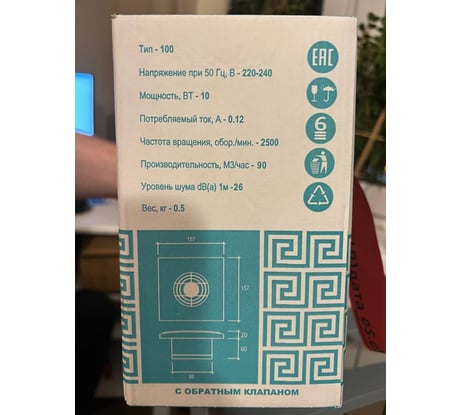 Тип - 100
EAC
Напряжение при 50 Гц, В - 220-240
Мощность, ВТ - 10
Потребляемый ток, А - 0.12
6
Частота вращения, обор./мин. - 2500
Производительность, М3/час - 90
Уровень шума dB(a) 1м -26
Вес, кг - 0.5
157
157
20
60
98
С ОБРАТНЫМ КЛАПАНОМ